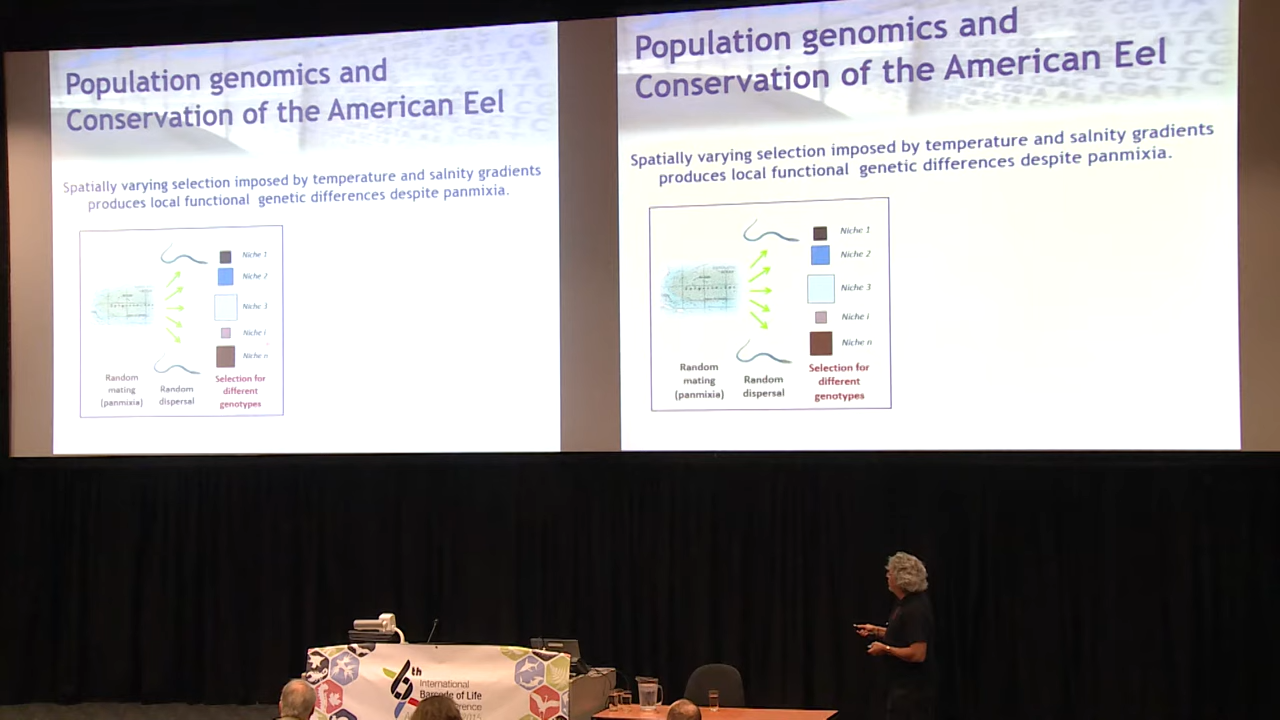 Population genomics and
Conservation of the American Eel
Spatially varying selection imposed by temperature and salnity gradients
produces local functional genetic differences despite panmixia.
Niche 1
Niche 2
Niche 3
Niche i
Niche n
Random
mating
(panmixia)
Random
dispersal
Selection for
different
genotypes
Population genomics and
Conservation of the American Eel
Spatially varying selection imposed by temperature and salnity gradients
produces local functional genetic differences despite panmixia.
Niche 1
Niche 2
Niche 3
Niche i
Niche n
Random
mating
(panmixia)
Random
dispersal
Selection for
different
genotypes
6th
International
Barcode of Life
2015